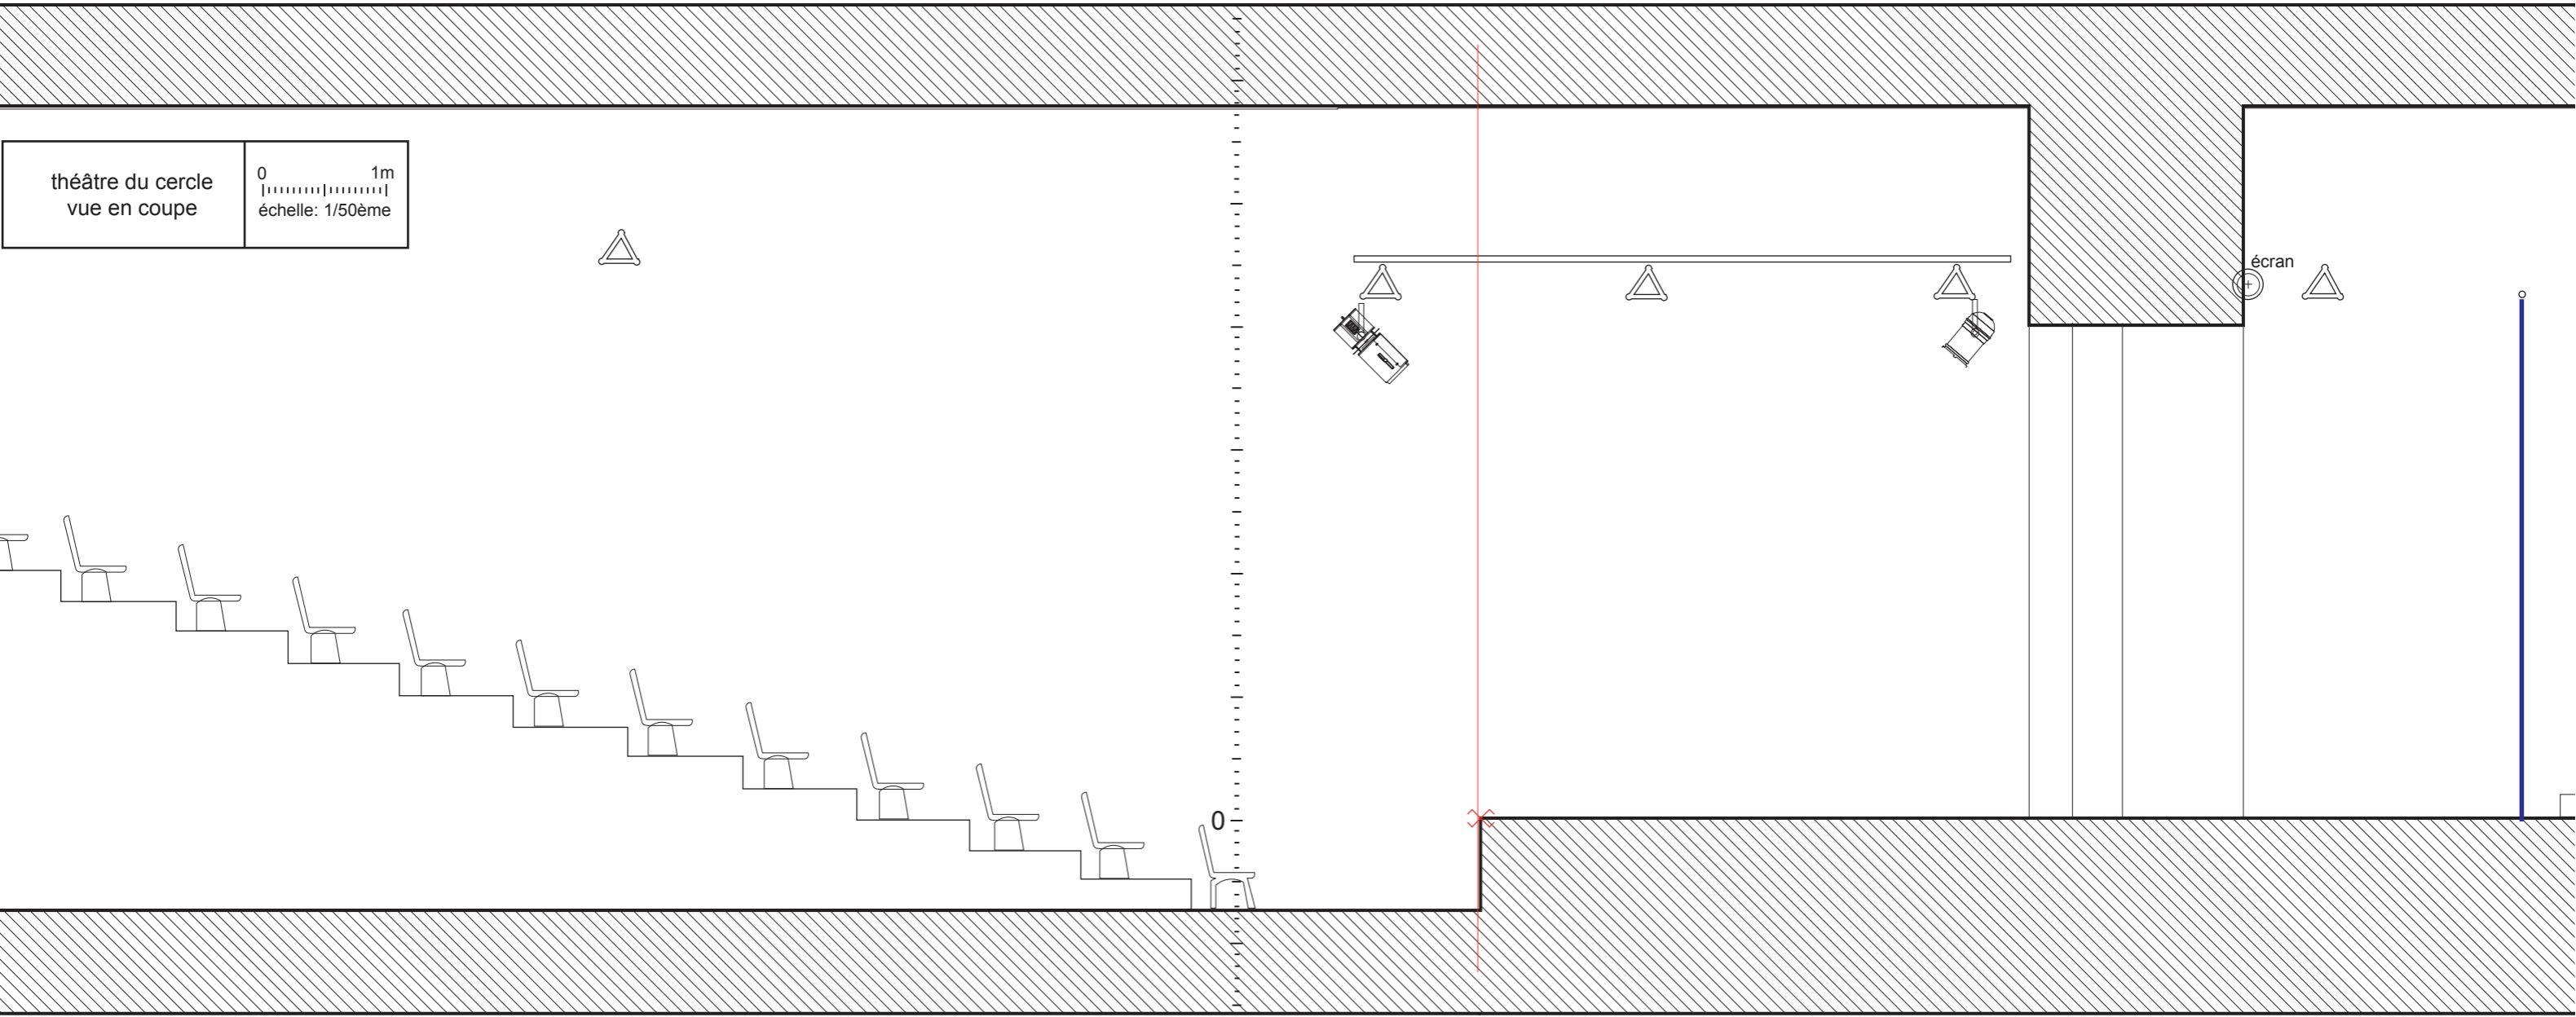 théâtre du cercle
vue en coupe
0 1m
échelle: 1/50ème
écran
0